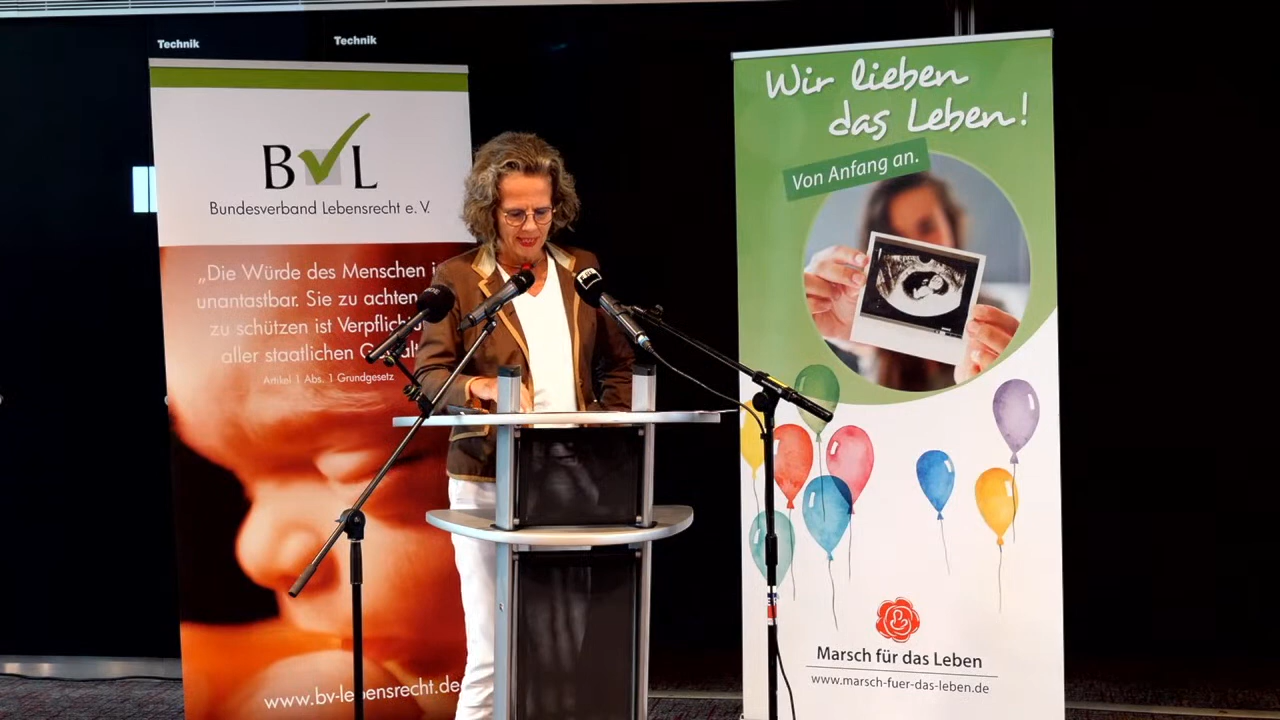 Technik
Technik
BVL
Bundesverband Lebensrecht e. V.
„Die Würde des Menschen
unantastbar. Sie zu achten
zu schützen ist
aller staatlichen
Artikel 1 Abs. 1 Grundgesetz
www.bv-lebensrecht.de
Wir lieben
das Leben!
Von Anfang an.
Marsch für das Leben
www.marsch-fuer-das-leben.de